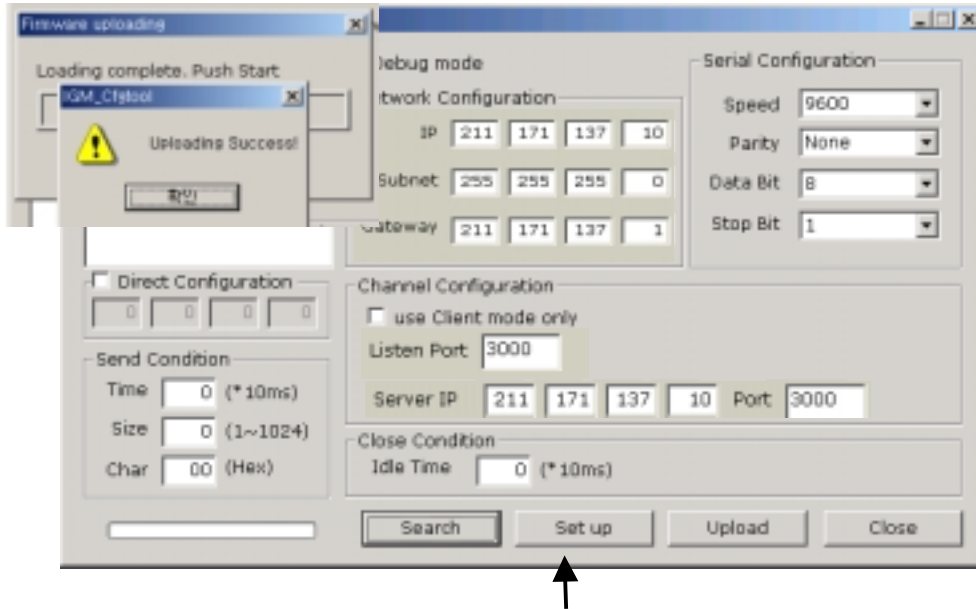 Firmware uploading
Loading complete. Push Start
IGM_Cfgtool
Uploading Success!
확인
Debug mode
Network Configuration
IP 211 171 137 10
Subnet 255 255 255 0
Gateway 211 171 137 1
Serial Configuration
Speed 9600
Parity None
Data Bit 8
Stop Bit 1
Direct Configuration
0 0 0 0
Send Condition
Time 0 (*10ms)
Size 0 (1~1024)
Char 00 (Hex)
Channel Configuration
use Client mode only
Listen Port 3000
Server IP 211 171 137 10 Port 3000
Close Condition
Idle Time 0 (*10ms)
Search Set up Upload Close